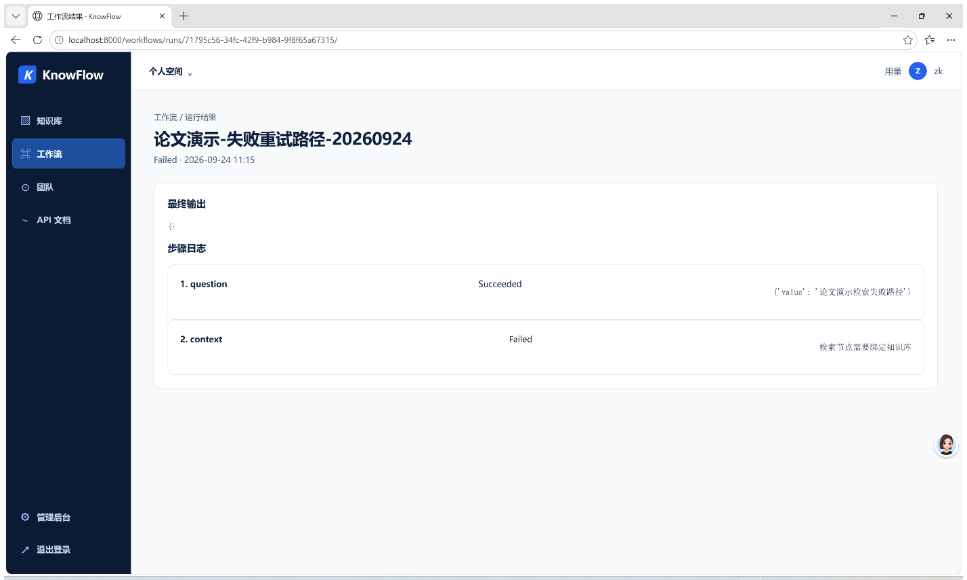 工作流结果 · KnowFlow
localhost:8000/workflows/runs/71795c56-34fc-42f9-b984-9f8f65a67315/
K KnowFlow
个人空间
用量 Z zk
知识库
工作流
团队
API 文档
管理后台
退出登录
工作流 / 运行结果
论文演示-失败重试路径-20260924
Failed · 2026-09-24 11:15
最终输出
{}
步骤日志
1. question Succeeded {'value': '论文演示检索失败路径'}
2. context Failed 检索节点需要绑定知识库